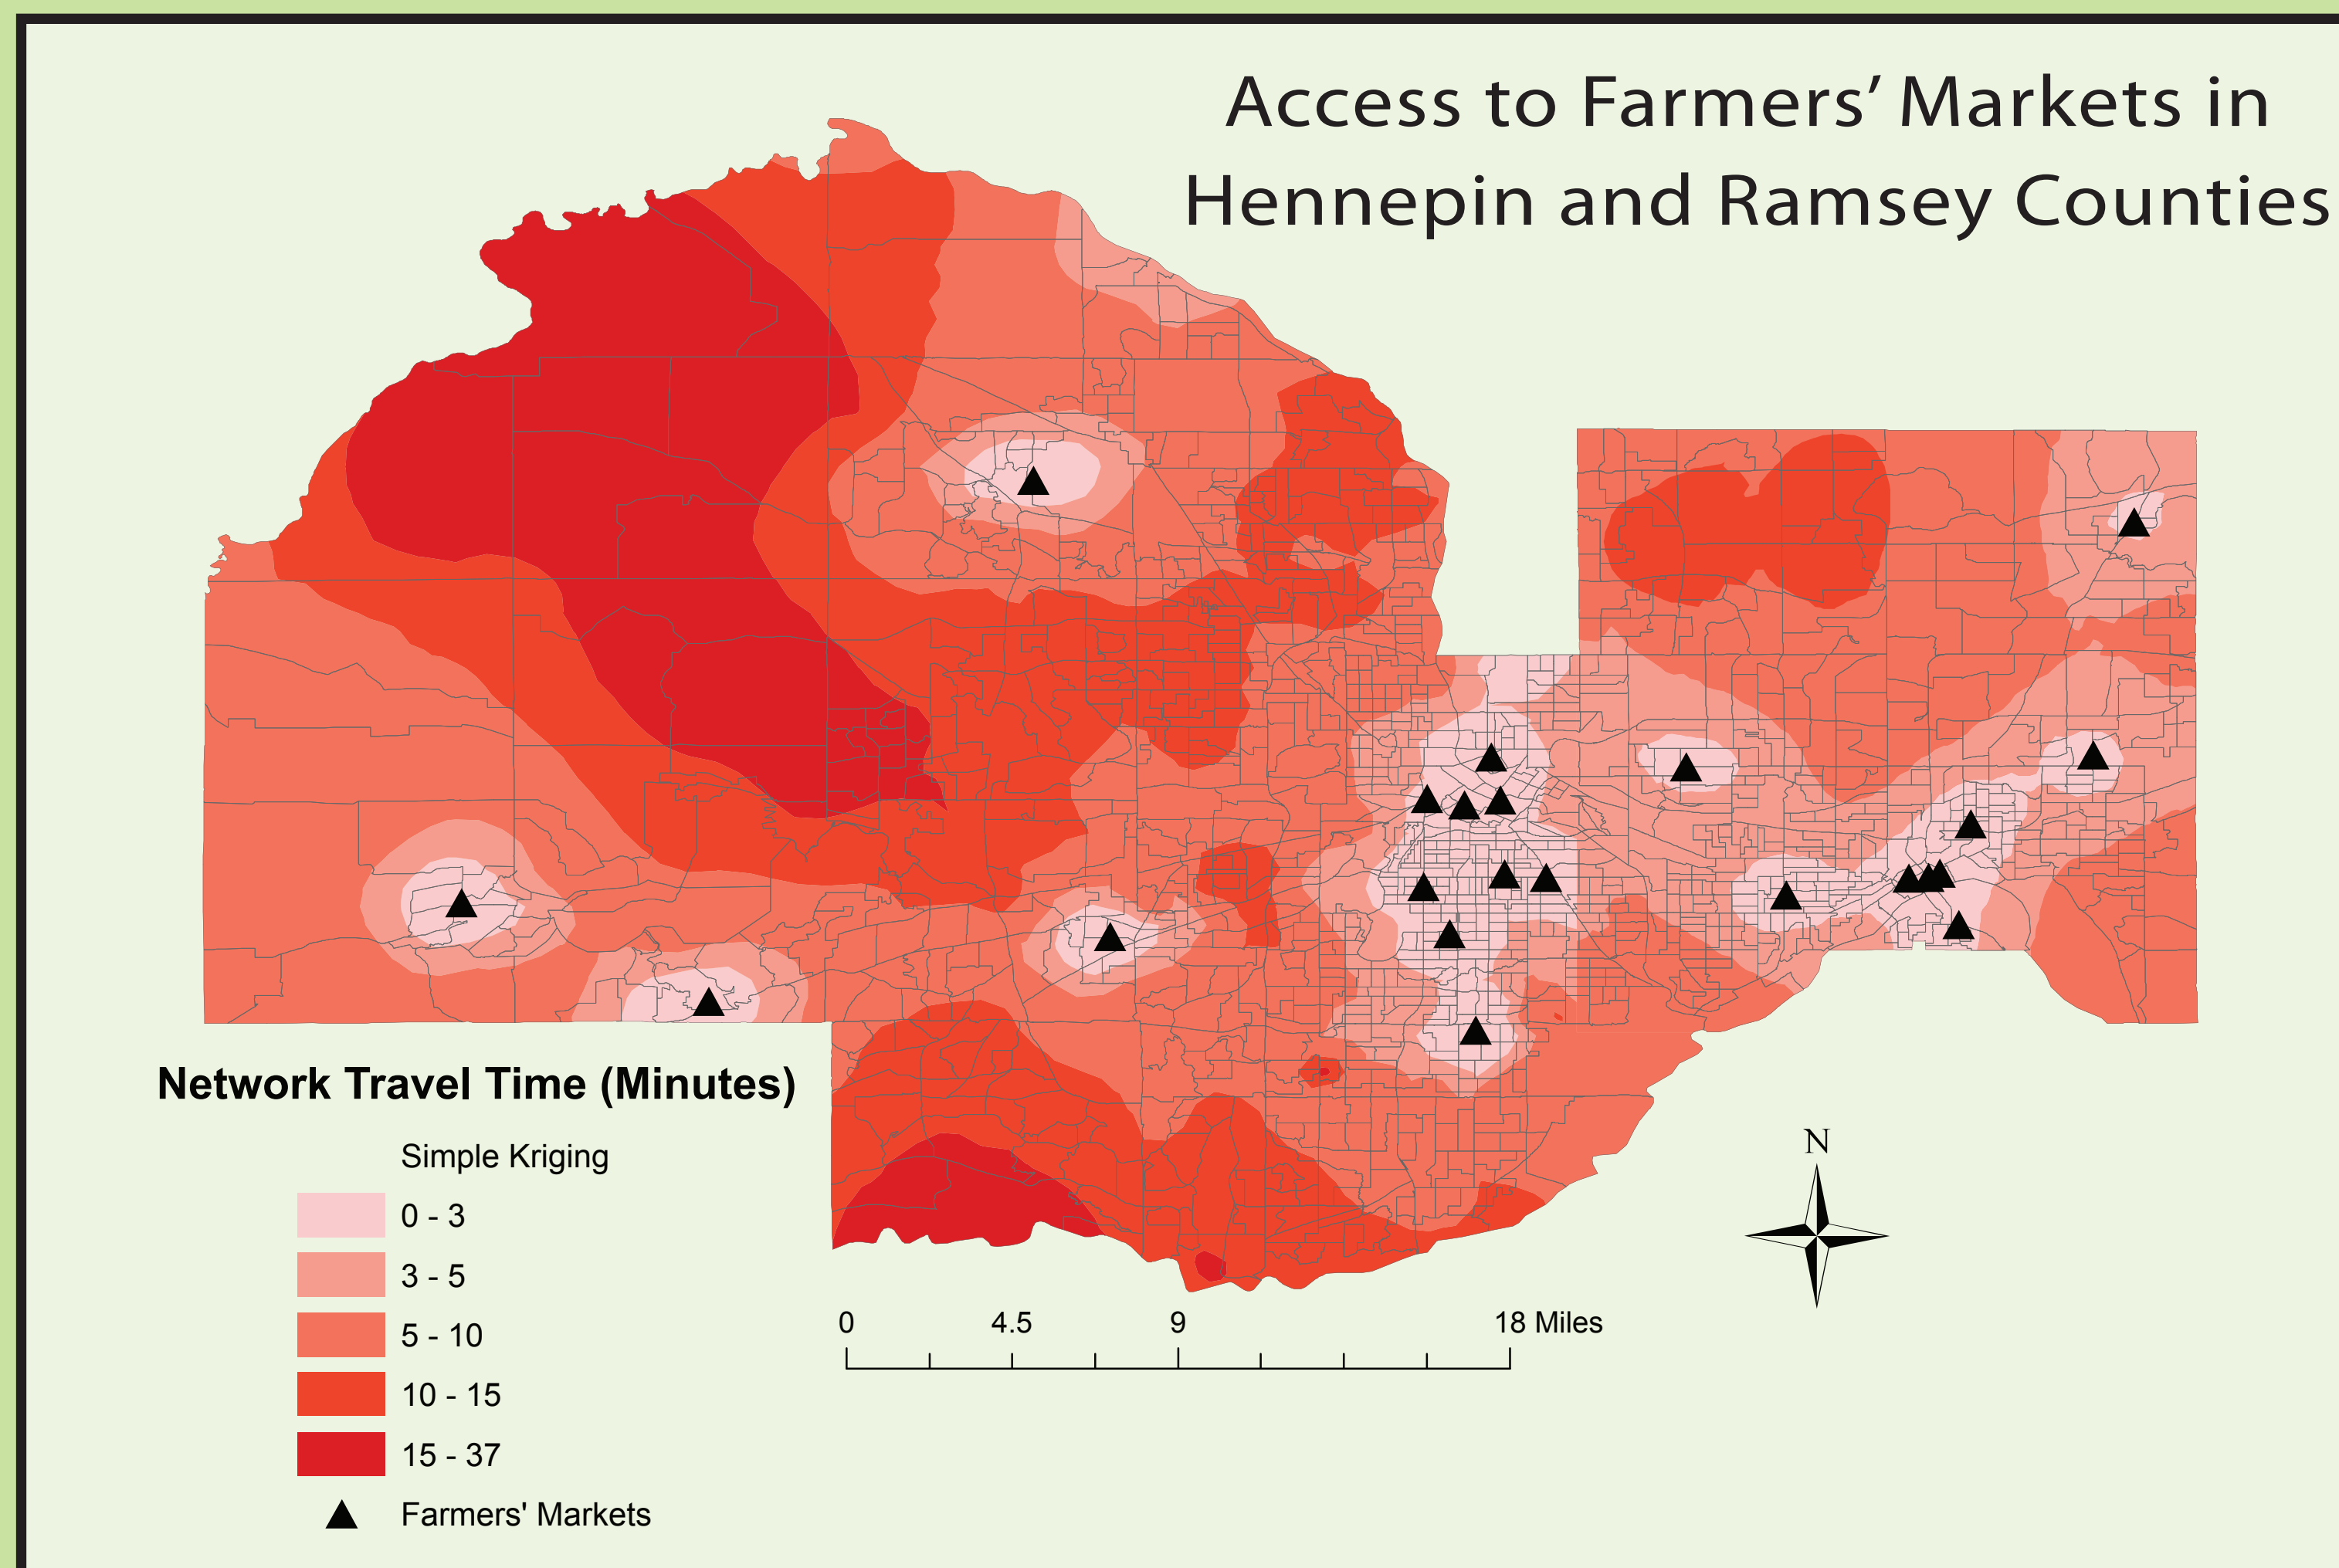 Access to Farmers’ Markets in
Hennepin and Ramsey Counties
Network Travel Time (Minutes)
Simple Kriging
0 - 3
3 - 5
5 - 10
10 - 15
15 - 37
Farmers' Markets
0 4.5 9 18 Miles
N